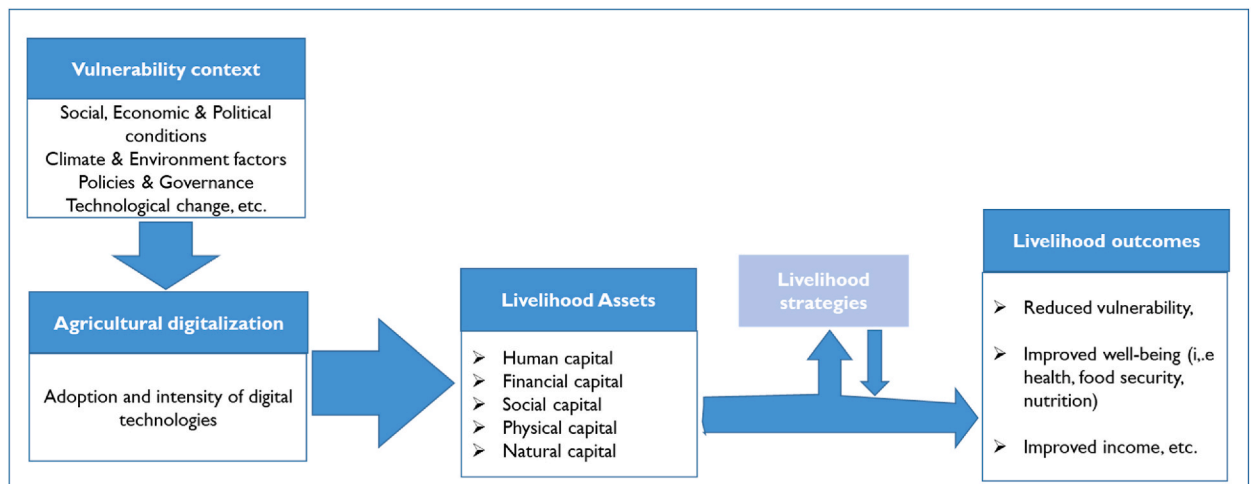 Vulnerability context
Social, Economic & Political
conditions
Climate & Environment factors
Policies & Governance
Technological change, etc.
Agricultural digitalization
Adoption and intensity of digital
technologies
Livelihood Assets
➢ Human capital
➢ Financial capital
➢ Social capital
➢ Physical capital
➢ Natural capital
Livelihood
strategies
Livelihood outcomes
➢ Reduced vulnerability,
➢ Improved well-being (i,.e
health, food security,
nutrition)
➢ Improved income, etc.